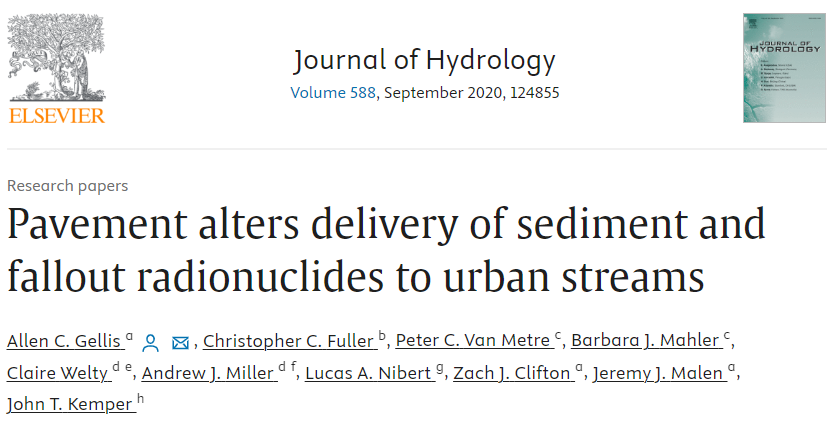 ELSEVIER
Journal of Hydrology
Volume 588, September 2020, 124855
JOURNAL OF
HYDROLOGY
Research papers
Pavement alters delivery of sediment and
fallout radionuclides to urban streams
Allen C. Gellis a, Christopher C. Fuller b, Peter C. Van Metre c, Barbara J. Mahler c,
Claire Welty d e, Andrew J. Miller d f, Lucas A. Nibert g, Zach J. Clifton a, Jeremy J. Malen a,
John T. Kemper h